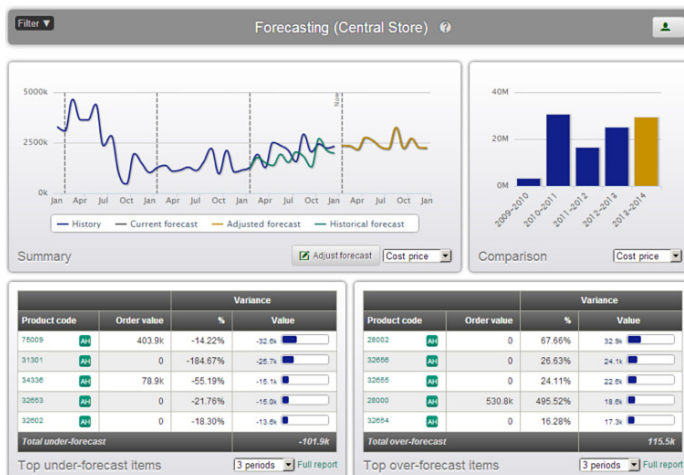 Filter ▼
Forecasting (Central Store) ?
5000k
2500k
0k
Now
Jan Apr Jul Oct Jan Apr Jul Oct Jan Apr Jul Oct Jan Apr Jul Oct Jan
History Current forecast Adjusted forecast Historical forecast
Summary
Adjust forecast
Cost price
40M
20M
0M
2009-2010 2010-2011 2011-2012 2012-2013 2013-2014
Comparison
Cost price
Variance
Product code Order value % Value
75009 AH 403.9k -14.22% -32.6k
31301 AH 0 -184.67% -25.7k
34336 AH 78.9k -55.19% -15.1k
32653 AH 0 -21.76% -15.0k
32602 AH 0 -18.30% -13.6k
Total under-forecast -101.9k
Top under-forecast items
3 periods
Full report
Variance
Product code Order value % Value
28002 AH 0 67.66% 32.9k
32656 AH 0 26.63% 24.1k
32655 AH 0 24.11% 22.6k
28000 AH 530.8k 495.52% 18.6k
32654 AH 0 16.28% 17.3k
Total over-forecast 115.5k
Top over-forecast items
3 periods
Full report